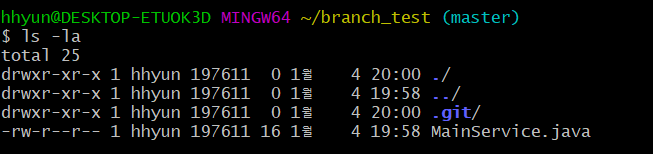 hhyun@DESKTOP-ETUOK3D MINGW64 ~/branch_test (master)
$ ls -la
total 25
drwxr-xr-x 1 hhyun 197611  0 1월    4 20:00 ./
drwxr-xr-x 1 hhyun 197611  0 1월    4 19:58 ../
drwxr-xr-x 1 hhyun 197611  0 1월    4 20:00 .git/
-rw-r--r-- 1 hhyun 197611 16 1월    4 19:58 MainService.java